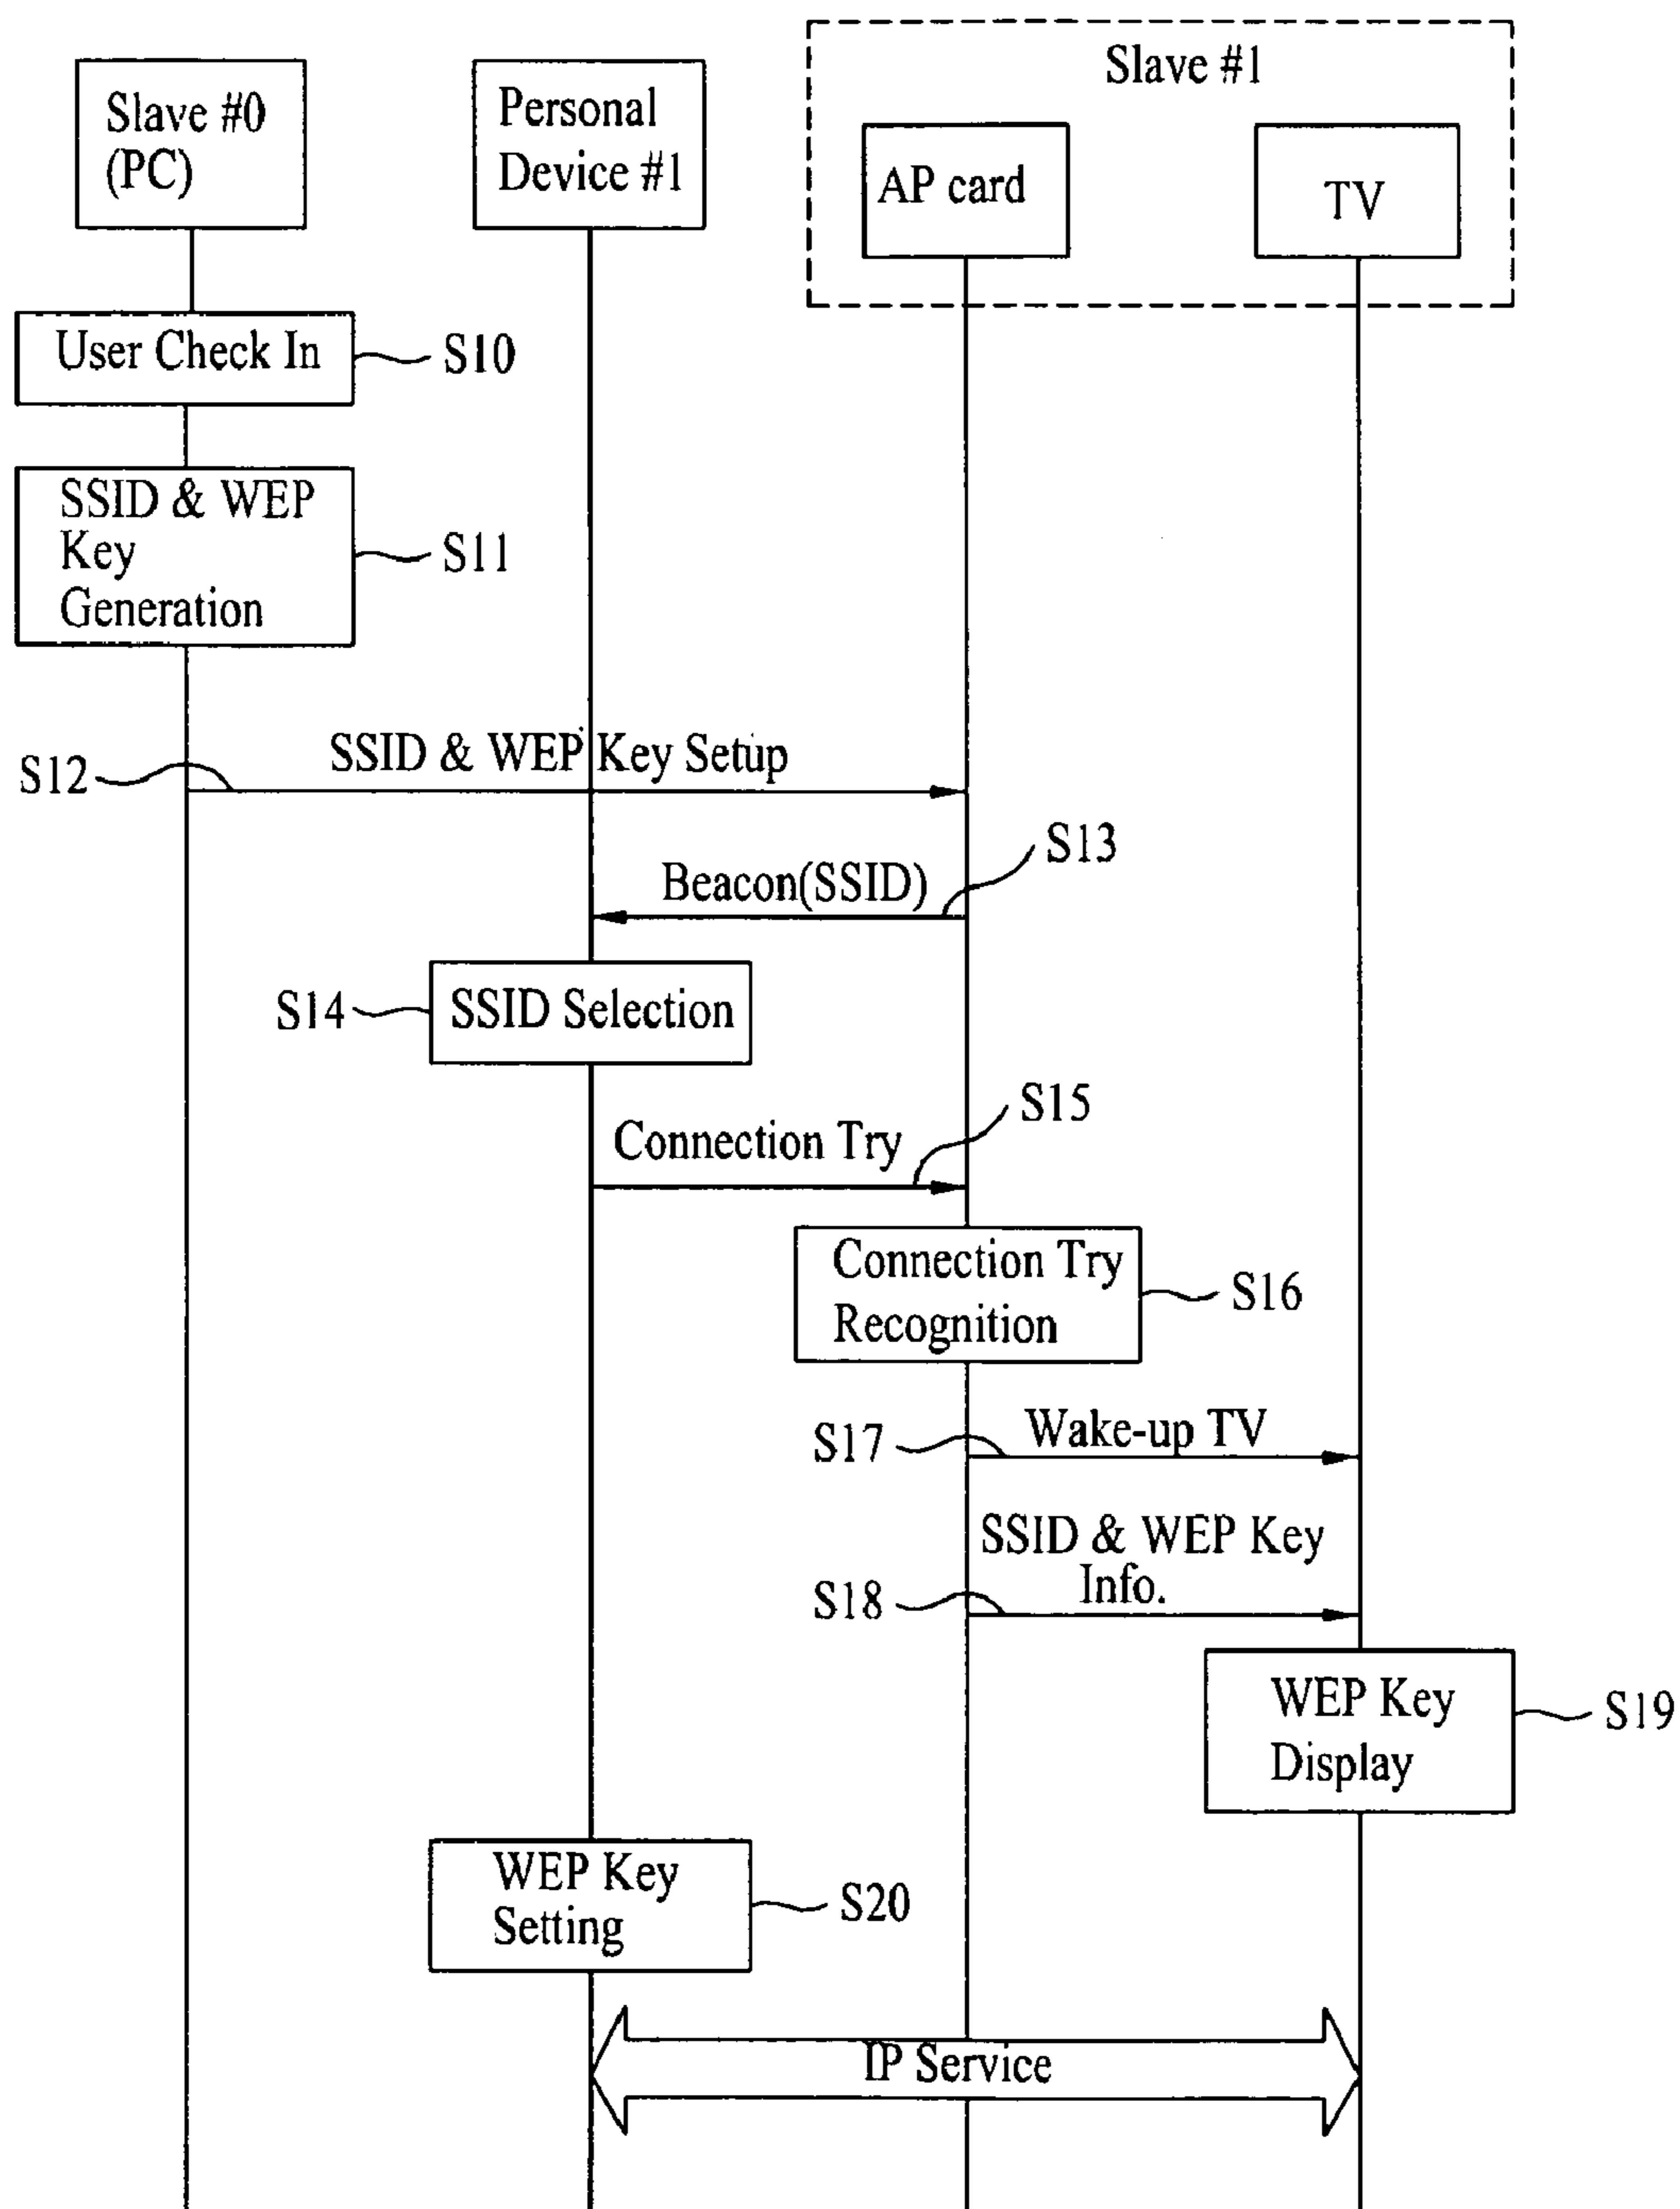 Slave #1
Slave #0
(PC)
Personal
Device #1
AP card
TV
User Check In
S10
SSID & WEP
Key
Generation
S11
SSID & WEP Key Setup
S12
S13
Beacon(SSID)
S14
SSID Selection
S15
Connection Try
Connection Try
Recognition
S16
S17
Wake-up TV
SSID & WEP Key
Info.
S18
WEP Key
Display
S19
WEP Key
Setting
S20
IP Service